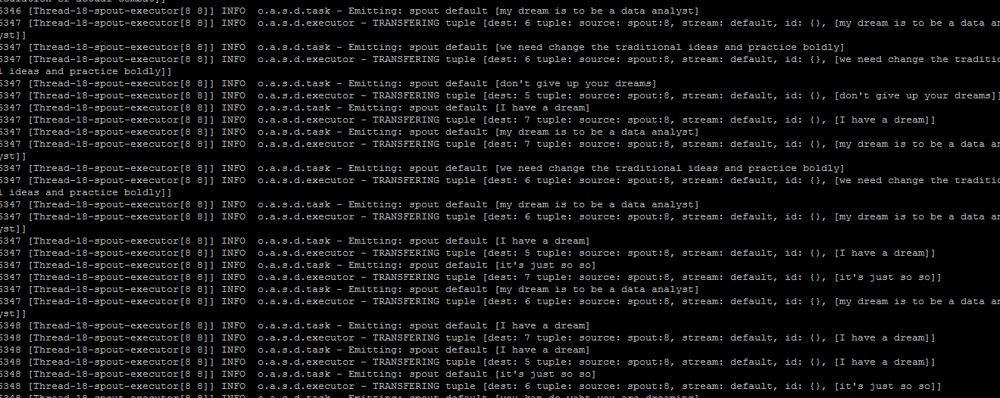 5346 [Thread-18-spout-executor[8 8]] INFO  o.a.s.d.task - Emitting: spout default [my dream is to be a data analyst]
5347 [Thread-18-spout-executor[8 8]] INFO  o.a.s.d.executor - TRANSFERING tuple [dest: 6 tuple: source: spout:8, stream: default, id: {}, [my dream is to be a data an
yst]]
5347 [Thread-18-spout-executor[8 8]] INFO  o.a.s.d.task - Emitting: spout default [we need change the traditional ideas and practice boldly]
5347 [Thread-18-spout-executor[8 8]] INFO  o.a.s.d.executor - TRANSFERING tuple [dest: 6 tuple: source: spout:8, stream: default, id: {}, [we need change the traditio
l ideas and practice boldly]]
5347 [Thread-18-spout-executor[8 8]] INFO  o.a.s.d.task - Emitting: spout default [don't give up your dreams]
5347 [Thread-18-spout-executor[8 8]] INFO  o.a.s.d.executor - TRANSFERING tuple [dest: 5 tuple: source: spout:8, stream: default, id: {}, [don't give up your dreams]]
5347 [Thread-18-spout-executor[8 8]] INFO  o.a.s.d.task - Emitting: spout default [I have a dream]
5347 [Thread-18-spout-executor[8 8]] INFO  o.a.s.d.executor - TRANSFERING tuple [dest: 7 tuple: source: spout:8, stream: default, id: {}, [I have a dream]]
5347 [Thread-18-spout-executor[8 8]] INFO  o.a.s.d.task - Emitting: spout default [my dream is to be a data analyst]
5347 [Thread-18-spout-executor[8 8]] INFO  o.a.s.d.executor - TRANSFERING tuple [dest: 7 tuple: source: spout:8, stream: default, id: {}, [my dream is to be a data an
yst]]
5347 [Thread-18-spout-executor[8 8]] INFO  o.a.s.d.task - Emitting: spout default [we need change the traditional ideas and practice boldly]
5347 [Thread-18-spout-executor[8 8]] INFO  o.a.s.d.executor - TRANSFERING tuple [dest: 6 tuple: source: spout:8, stream: default, id: {}, [we need change the traditio
l ideas and practice boldly]]
5347 [Thread-18-spout-executor[8 8]] INFO  o.a.s.d.task - Emitting: spout default [my dream is to be a data analyst]
5347 [Thread-18-spout-executor[8 8]] INFO  o.a.s.d.executor - TRANSFERING tuple [dest: 6 tuple: source: spout:8, stream: default, id: {}, [my dream is to be a data an
yst]]
5347 [Thread-18-spout-executor[8 8]] INFO  o.a.s.d.task - Emitting: spout default [I have a dream]
5347 [Thread-18-spout-executor[8 8]] INFO  o.a.s.d.executor - TRANSFERING tuple [dest: 5 tuple: source: spout:8, stream: default, id: {}, [I have a dream]]
5347 [Thread-18-spout-executor[8 8]] INFO  o.a.s.d.task - Emitting: spout default [it's just so so]
5347 [Thread-18-spout-executor[8 8]] INFO  o.a.s.d.executor - TRANSFERING tuple [dest: 7 tuple: source: spout:8, stream: default, id: {}, [it's just so so]]
5347 [Thread-18-spout-executor[8 8]] INFO  o.a.s.d.task - Emitting: spout default [my dream is to be a data analyst]
5347 [Thread-18-spout-executor[8 8]] INFO  o.a.s.d.executor - TRANSFERING tuple [dest: 6 tuple: source: spout:8, stream: default, id: {}, [my dream is to be a data an
yst]]
5348 [Thread-18-spout-executor[8 8]] INFO  o.a.s.d.task - Emitting: spout default [I have a dream]
5348 [Thread-18-spout-executor[8 8]] INFO  o.a.s.d.executor - TRANSFERING tuple [dest: 7 tuple: source: spout:8, stream: default, id: {}, [I have a dream]]
5348 [Thread-18-spout-executor[8 8]] INFO  o.a.s.d.task - Emitting: spout default [I have a dream]
5348 [Thread-18-spout-executor[8 8]] INFO  o.a.s.d.executor - TRANSFERING tuple [dest: 5 tuple: source: spout:8, stream: default, id: {}, [I have a dream]]
5348 [Thread-18-spout-executor[8 8]] INFO  o.a.s.d.task - Emitting: spout default [it's just so so]
5348 [Thread-18-spout-executor[8 8]] INFO  o.a.s.d.executor - TRANSFERING tuple [dest: 6 tuple: source: spout:8, stream: default, id: {}, [it's just so so]]
5348 [Thread-18-spout-executor[8 8]] INFO  o.a.s.d.task - Emitting: spout default